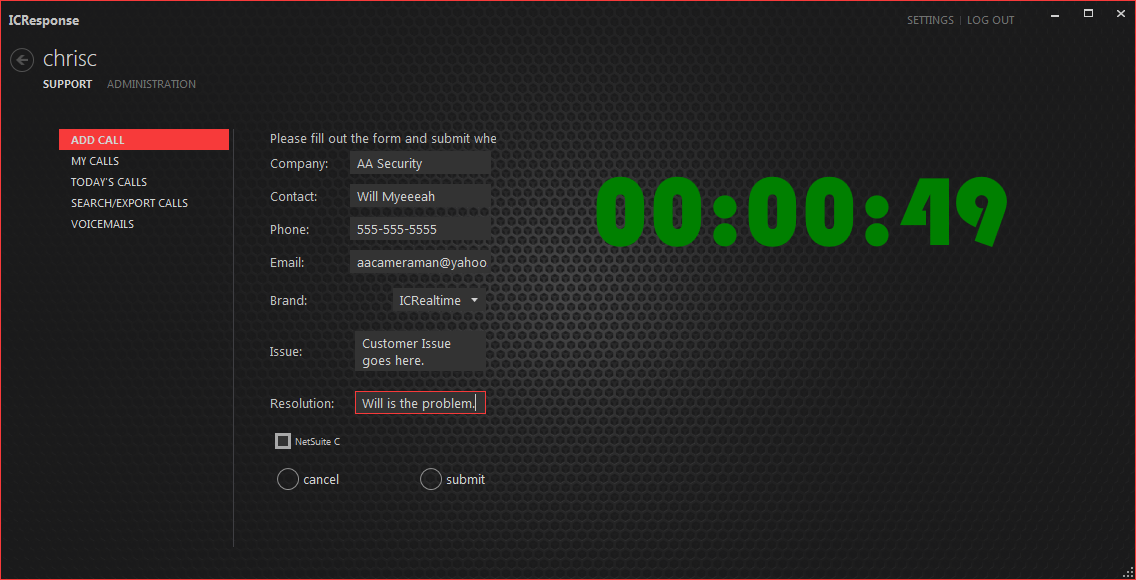 ICResponse
SETTINGS | LOG OUT
chrisc
SUPPORT ADMINISTRATION
ADD CALL
MY CALLS
TODAY'S CALLS
SEARCH/EXPORT CALLS
VOICEMAILS
Please fill out the form and submit whe
Company: AA Security
Contact: Will Myeeeah
Phone: 555-555-5555
Email: aacameraman@yahoo
Brand: ICRealtime
Issue: Customer Issue
goes here.
Resolution: Will is the problem.
NetSuite C
cancel submit
00:00:49